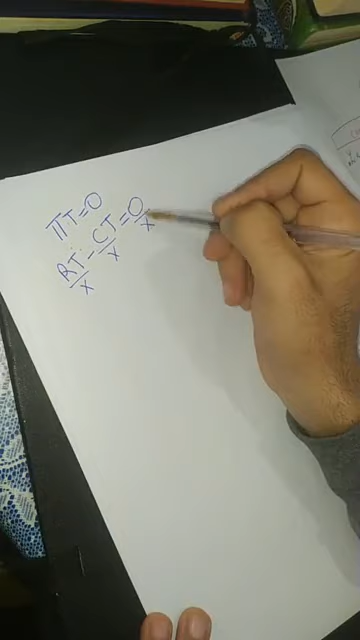 πT=0
RT/x - CT/x = 0/x